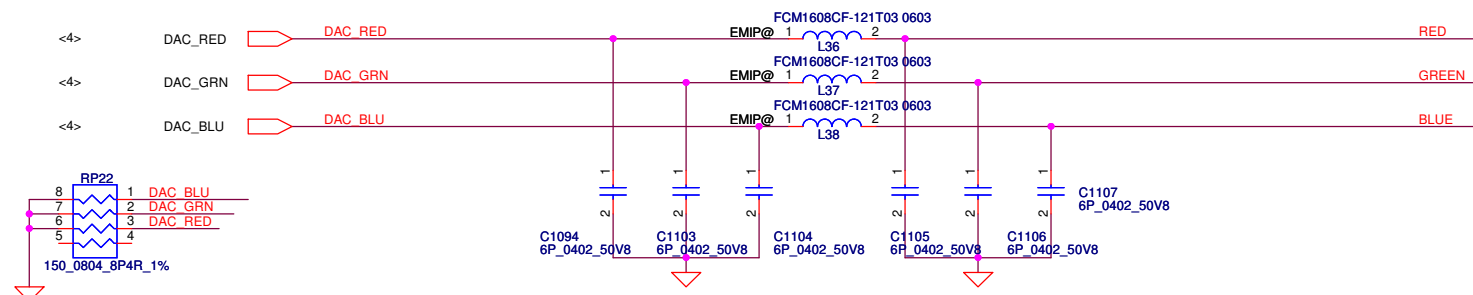 FCM1608CF-121T03 0603
<4> DAC_RED DAC_RED EMIP@ 1 2 RED
L36
FCM1608CF-121T03 0603
<4> DAC_GRN DAC_GRN EMIP@ 1 2 GREEN
L37
FCM1608CF-121T03 0603
<4> DAC_BLU DAC_BLU EMIP@ 1 2 BLUE
L38
RP22
8 1 DAC_BLU
7 2 DAC_GRN
6 3 DAC_RED
5 4
150_0804_8P4R_1%
1 1 1 1 1 1
2 2 2 2 2 2
C1107
6P_0402_50V8
C1094 C1103 C1104 C1105 C1106
6P_0402_50V8 6P_0402_50V8 6P_0402_50V8 6P_0402_50V8 6P_0402_50V8